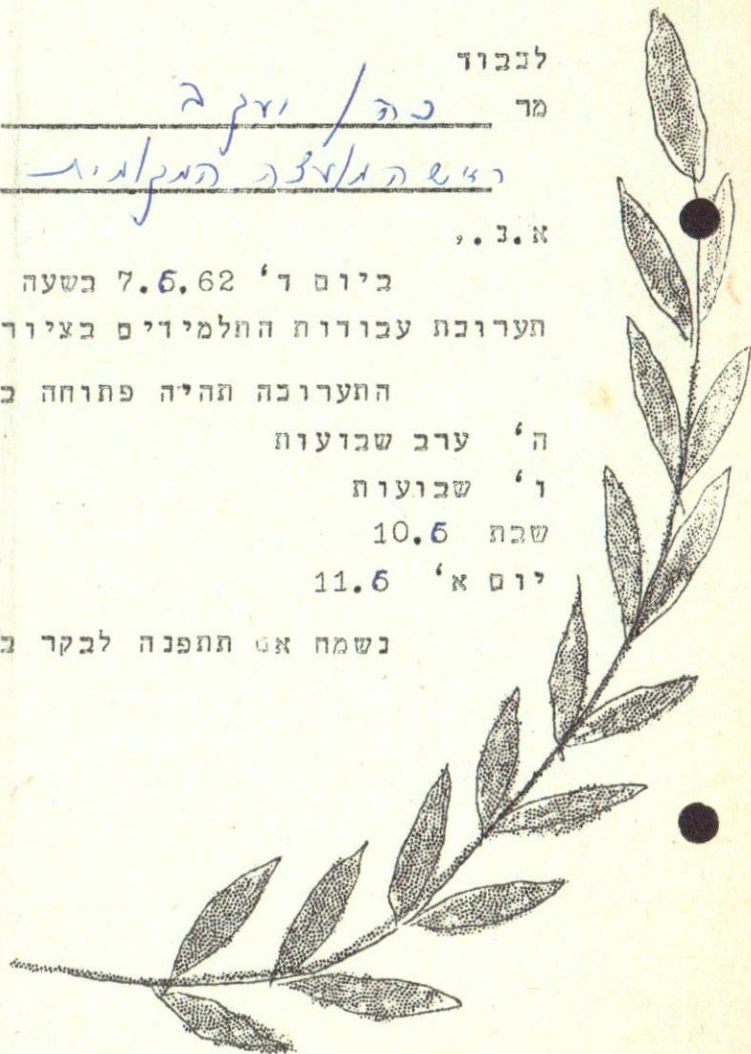 לכבוד
מר כהן יעקב
ראש המועצה המקומית
א.נ.,
ביום ד' 7.6.62 בשעה
תערוכת עבודות התלמידים בציור
התערוכה תהיה פתוחה ב
ה' ערב שבועות
ו' שבועות
שבת 10.6
יום א' 11.6
נשמח אם תתפנה לבקר ב